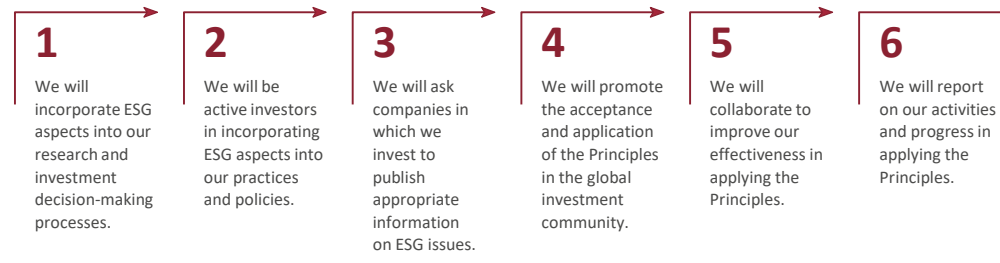 1
We will
incorporate ESG
aspects into our
research and
investment
decision-making
processes.
2
We will be
active investors
in incorporating
ESG aspects into
our practices
and policies.
3
We will ask
companies in
which we
invest to
publish
appropriate
information
on ESG issues.
4
We will promote
the acceptance
and application
of the Principles
in the global
investment
community.
5
We will
collaborate to
improve our
effectiveness in
applying the
Principles.
6
We will report
on our activities
and progress in
applying the
Principles.